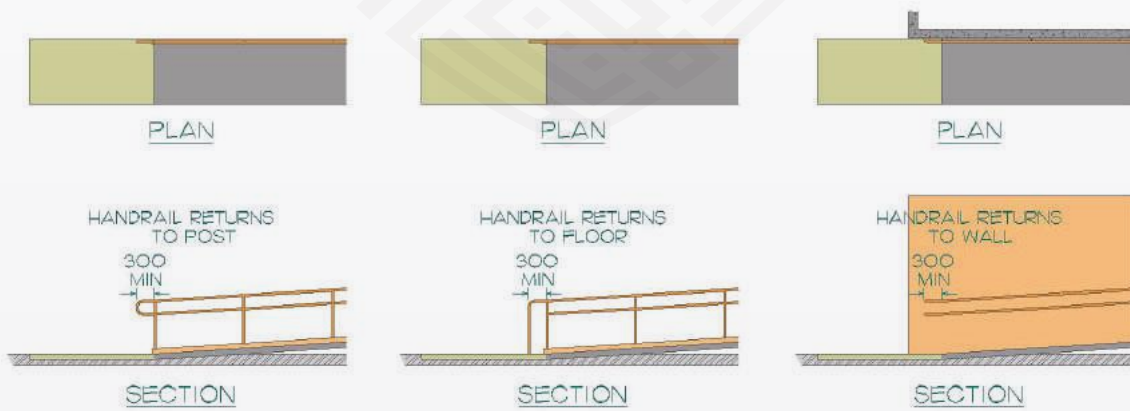 PLAN
PLAN
PLAN
HANDRAIL RETURNS
TO POST
300
MIN
SECTION
HANDRAIL RETURNS
TO FLOOR
300
MIN
SECTION
HANDRAIL RETURNS
TO WALL
300
MIN
SECTION